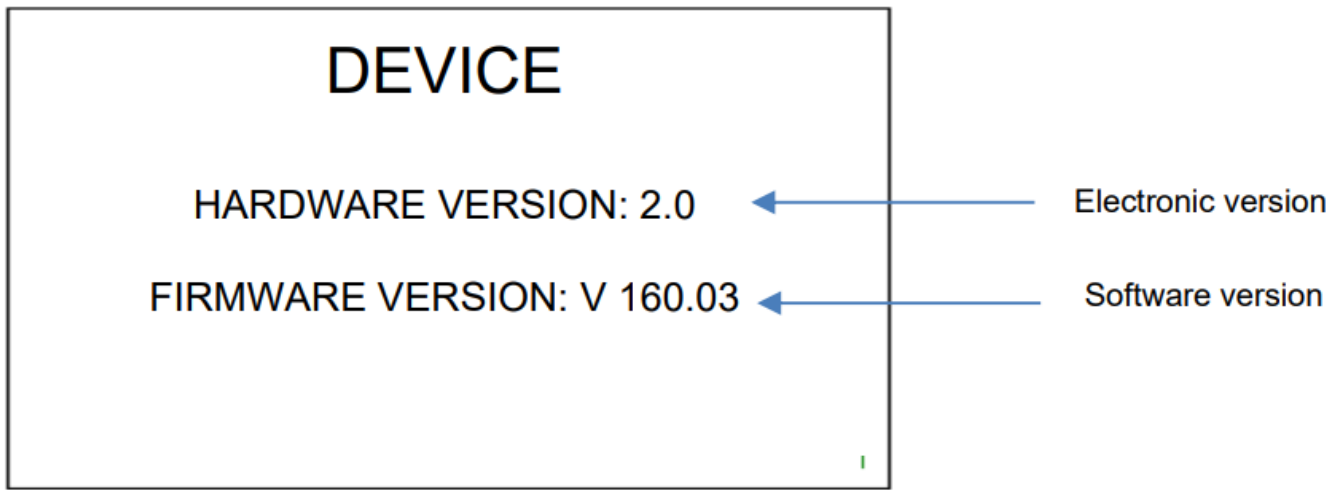 DEVICE
HARDWARE VERSION: 2.0
Electronic version
FIRMWARE VERSION: V 160.03
Software version